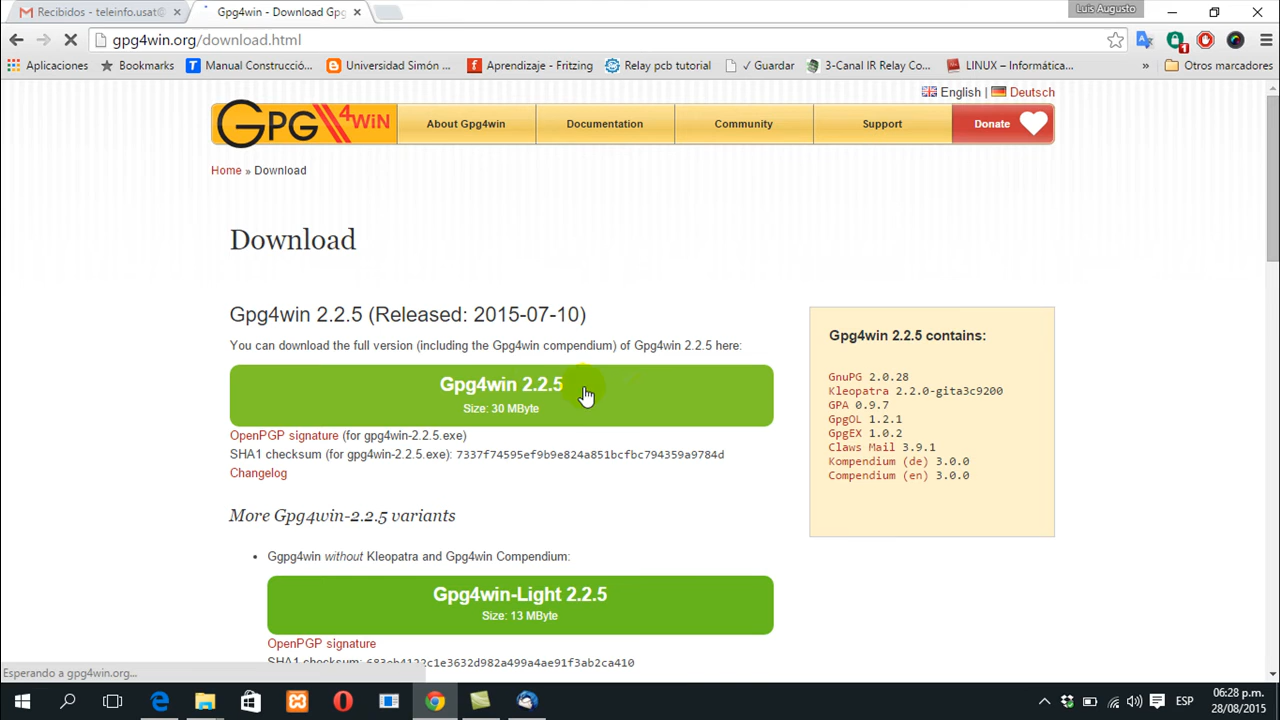 Recibidos - teleinfo.usat@
Gpg4win - Download Gpg
Luis Augusto
gpg4win.org/download.html
1
Aplicaciones
Bookmarks
Manual Construcció...
Universidad Simón ...
Aprendizaje - Fritzing
Relay pcb tutorial
✓ Guardar
3-Canal IR Relay Co...
LINUX – Informática...
»
Otros marcadores
English | Deutsch
GPG4WiN
About Gpg4win
Documentation
Community
Support
Donate
Home » Download
Download
Gpg4win 2.2.5 (Released: 2015-07-10)
You can download the full version (including the Gpg4win compendium) of Gpg4win 2.2.5 here:
Gpg4win 2.2.5
Size: 30 MByte
OpenPGP signature (for gpg4win-2.2.5.exe)
SHA1 checksum (for gpg4win-2.2.5.exe): 7337f74595ef9b9e824a851bcfbc794359a9784d
Changelog
More Gpg4win-2.2.5 variants
• Ggpg4win without Kleopatra and Gpg4win Compendium:
Gpg4win-Light 2.2.5
Size: 13 MByte
OpenPGP signature
SHA1 checksum: 683eb4122c1e3632d982a499a4ae91f3ab2ca410
Gpg4win 2.2.5 contains:
GnuPG 2.0.28
Kleopatra 2.2.0-gita3c9200
GPA 0.9.7
GpgOL 1.2.1
GpgEX 1.0.2
Claws Mail 3.9.1
Kompendium (de) 3.0.0
Compendium (en) 3.0.0
Esperando a gpg4win.org...
ESP
06:28 p.m.
28/08/2015